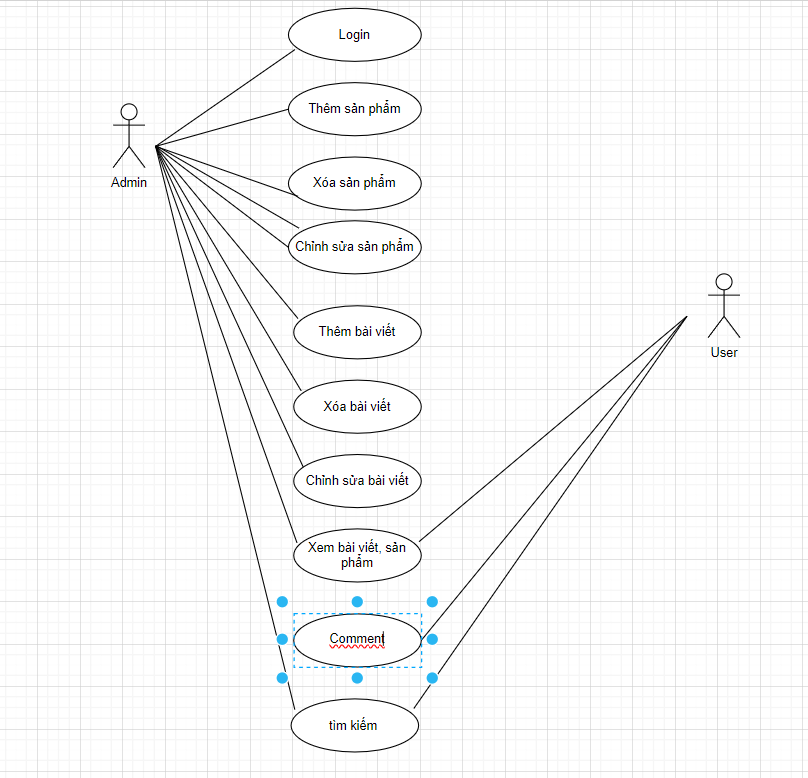 Login
Thêm sản phẩm
Admin
Xóa sản phẩm
Chỉnh sửa sản phẩm
Thêm bài viết
User
Xóa bài viết
Chỉnh sửa bài viết
Xem bài viết, sản
phẩm
Comment
tìm kiếm